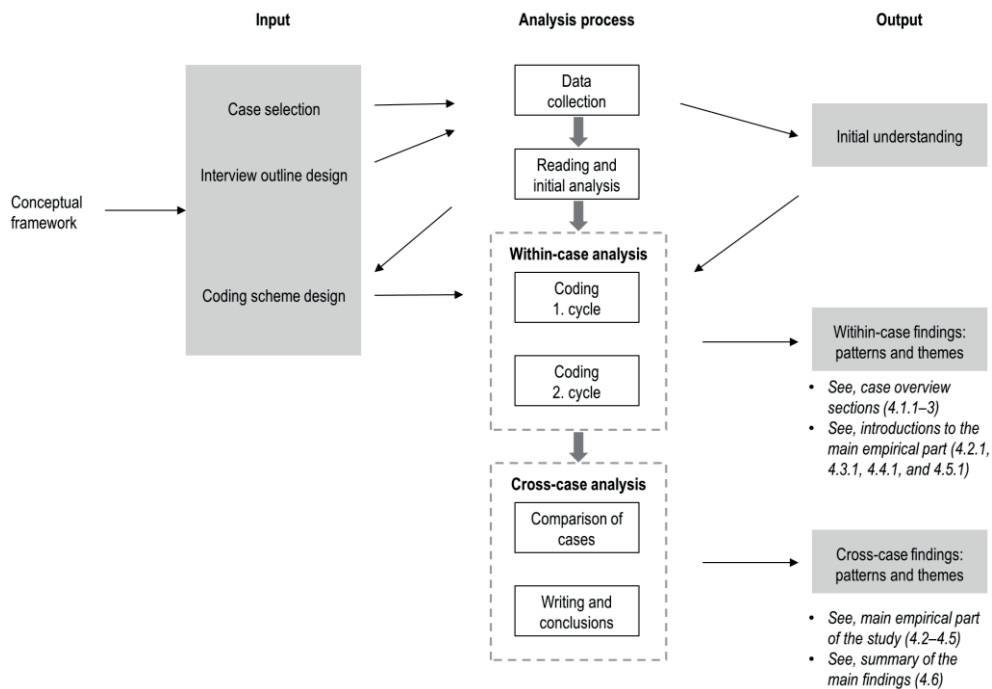 Input
Analysis process
Output
Conceptual
framework
Case selection
Interview outline design
Coding scheme design
Data
collection
Reading and
initial analysis
Within-case analysis
Coding
1. cycle
Coding
2. cycle
Cross-case analysis
Comparison of
cases
Writing and
conclusions
Initial understanding
Witihin-case findings:
patterns and themes
• See, case overview
sections (4.1.1–3)
• See, introductions to the
main empirical part (4.2.1,
4.3.1, 4.4.1, and 4.5.1)
Cross-case findings:
patterns and themes
• See, main empirical part
of the study (4.2–4.5)
• See, summary of the
main findings (4.6)